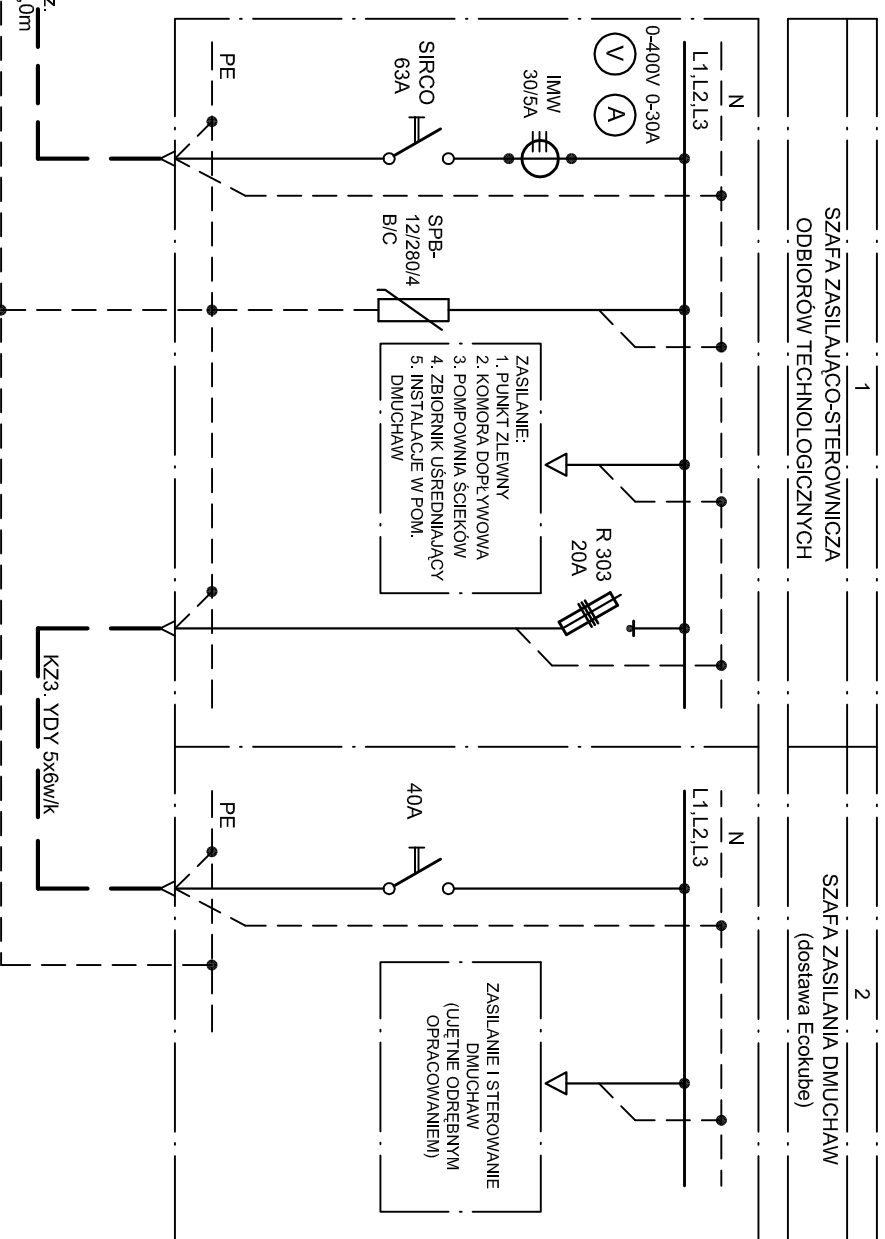 1
SZAFA ZASILAJĄCO-STEROWNICZA
ODBIORÓW TECHNOLOGICZNYCH
2
SZAFA ZASILANIA DMUCHAW
(dostawa Ecokube)
N
L1,L2,L3
0-400V 0-30A
V
A
IMW
30/5A
SIRCO
63A
PE
SPB-
12/280/4
B/C
ZASILANIE:
1. PUNKT ZLEWNY
2. KOMORA DOPŁYWOWA
3. POMPOWNIA ŚCIEKÓW
4. ZBIORNIK UŚREDNIAJĄCY
5. INSTALACJE W POM.
DMUCHAW
R 303
20A
N
L1,L2,L3
40A
PE
ZASILANIE I STEROWANIE
DMUCHAW
(UJĘTNE ODRĘBNYM
OPRACOWANIEM)
KZ3. YDY 5x6w/k
z.
,0m